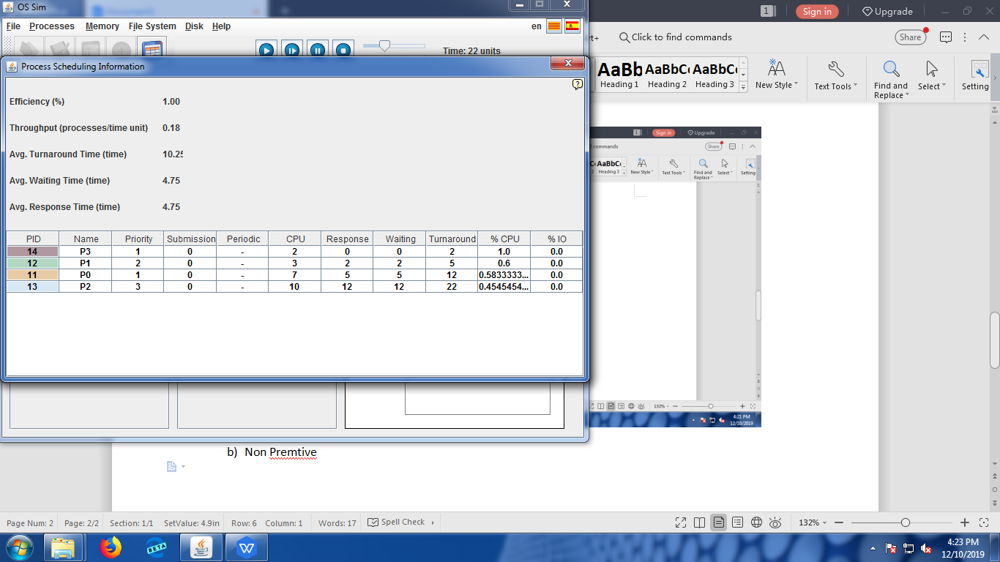 OS Sim
File Processes Memory File System Disk Help en
Time: 22 units
Process Scheduling Information
Efficiency (%) 1.00
Throughput (processes/time unit) 0.18
Avg. Turnaround Time (time) 10.25
Avg. Waiting Time (time) 4.75
Avg. Response Time (time) 4.75
PID Name Priority Submission Periodic CPU Response Waiting Turnaround % CPU % IO
14 P3 1 0 - 2 0 0 2 1.0 0.0
12 P1 2 0 - 3 2 2 5 0.6 0.0
11 P0 1 0 - 7 5 5 12 0.5833333... 0.0
13 P2 3 0 - 10 12 12 22 0.4545454... 0.0
1 Sign in Upgrade
Click to find commands Share
AaBb AaBbC AaBbC
Heading 1 Heading 2 Heading 3 New Style Text Tools Find and Replace Select Setting
1 Sign in Upgrade
commands Share
AaBbC
Heading 3 New Style Text Tools Find and Replace Select Setting
132%
4:21 PM
12/10/2019
b) Non Premtive
Page Num: 2 Page: 2/2 Section: 1/1 SetValue: 4.9in Row: 6 Column: 1 Words: 17 Spell Check 132%
BETA
4:23 PM
12/10/2019